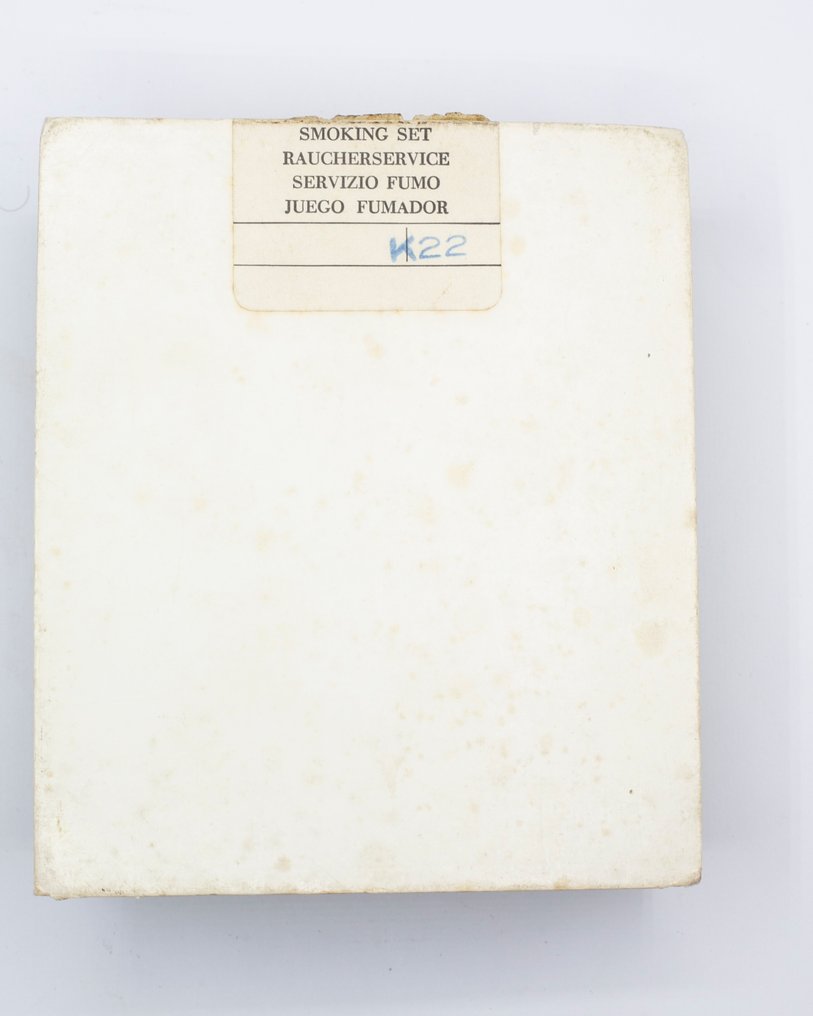 SMOKING SET
RAUCHERSERVICE
SERVIZIO FUMO
JUEGO FUMADOR
K22